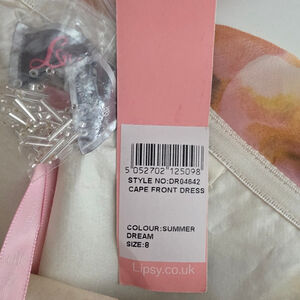 5 052702 125098
STYLE NO:DR04642
CAPE FRONT DRESS
COLOUR:SUMMER
DREAM
SIZE:8
Lipsy.co.uk